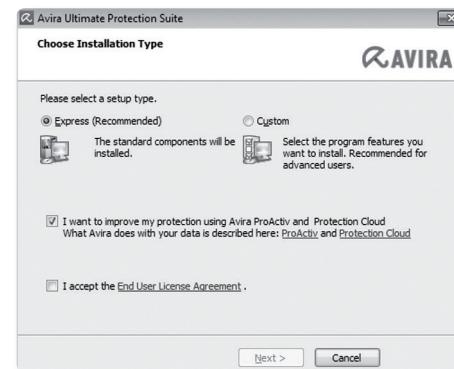 Avira Ultimate Protection Suite
Choose Installation Type
AVIRA
Please select a setup type.
Express (Recommended)
The standard components will be
installed.
Custom
Select the program features you
want to install. Recommended for
advanced users.
I want to improve my protection using Avira ProActiv and Protection Cloud
What Avira does with your data is described here: ProActiv and Protection Cloud
I accept the End User License Agreement .
Next >
Cancel